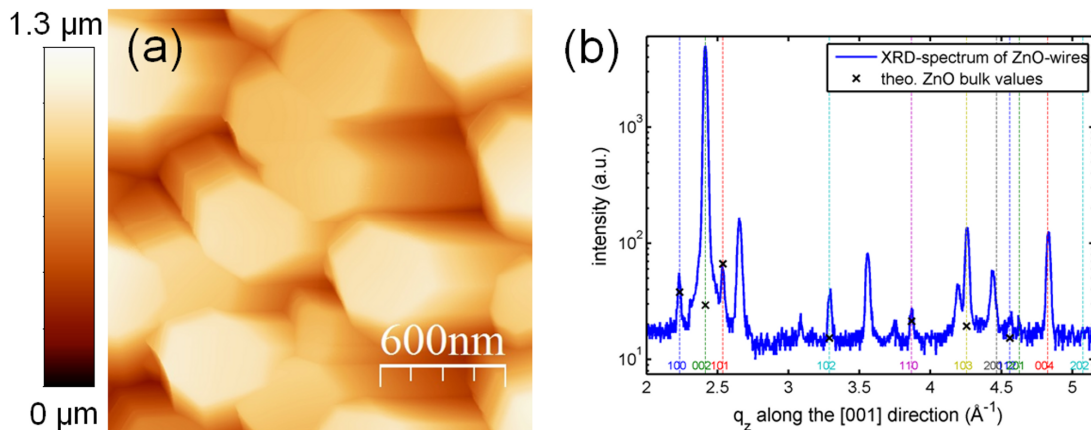 1.3 µm
(a)
600nm
0 µm
(b)
XRD-spectrum of ZnO-wires
theo. ZnO bulk values
intensity (a.u.)
10³
10²
10¹
100
002
101
102
110
103
200
112
201
004
202
2
2.5
3
3.5
4
4.5
5
q_z along the [001] direction (Å⁻¹)